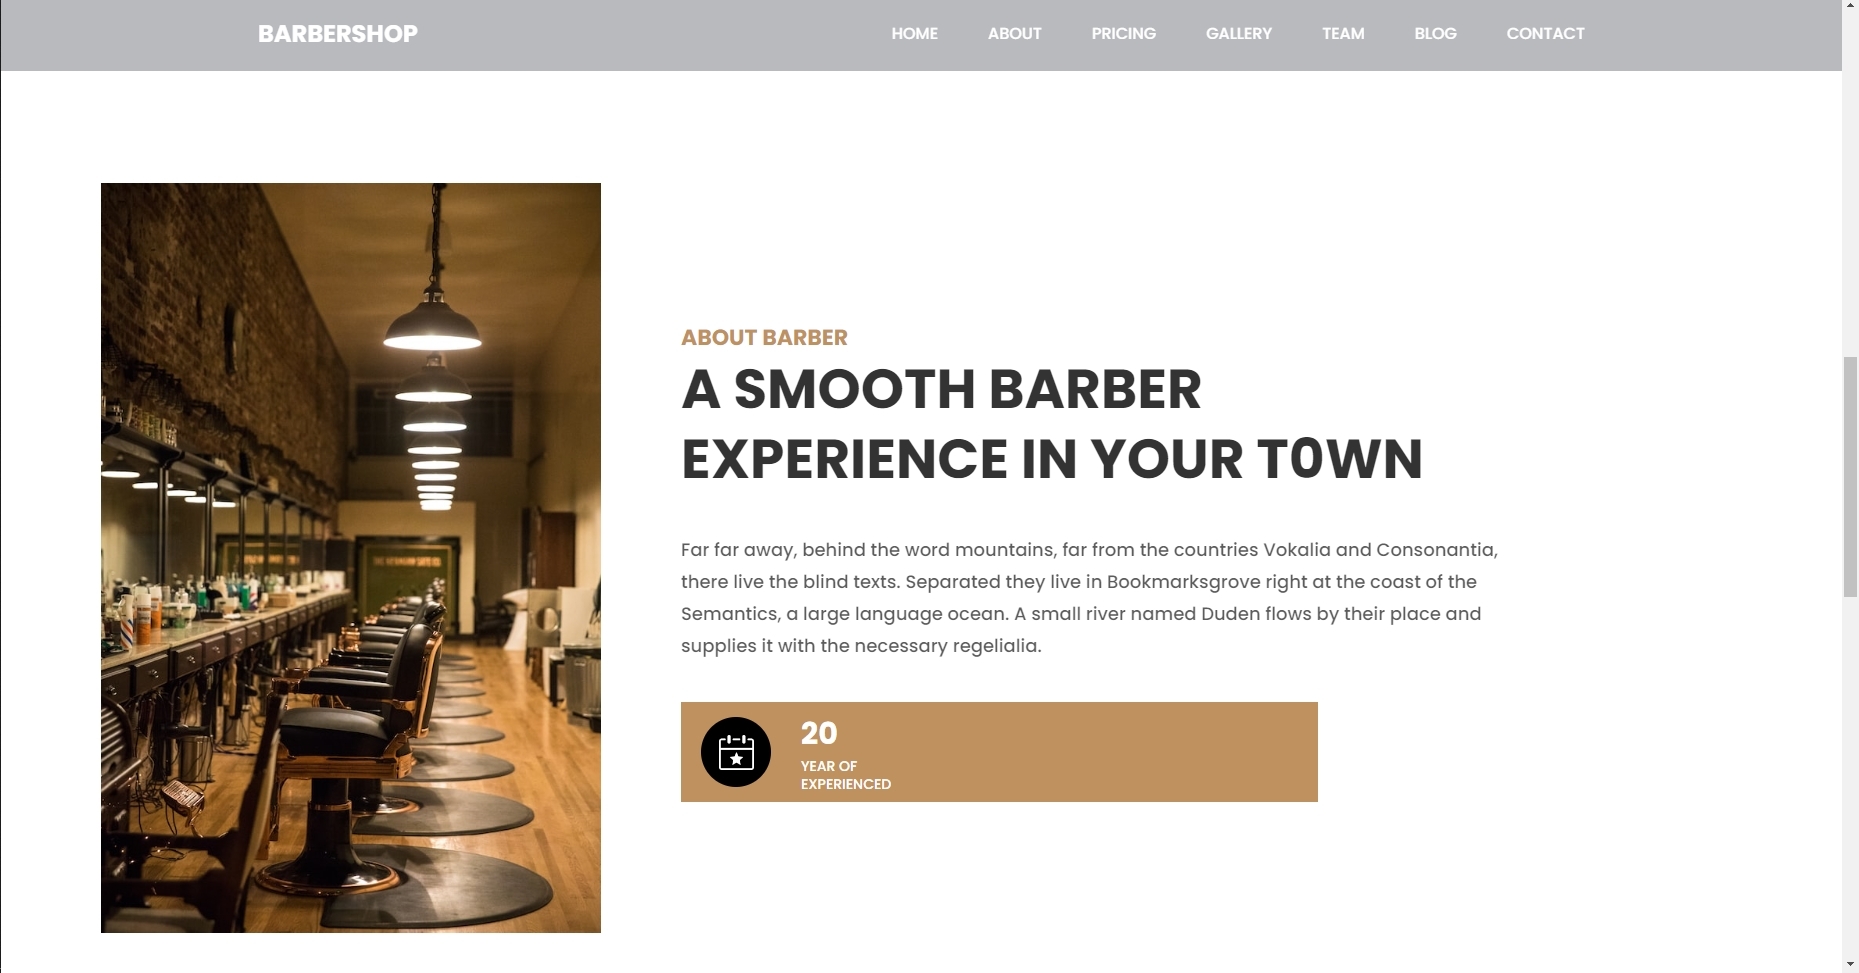 BARBERSHOP
HOME ABOUT PRICING GALLERY TEAM BLOG CONTACT
ABOUT BARBER
A SMOOTH BARBER
EXPERIENCE IN YOUR T0WN
Far far away, behind the word mountains, far from the countries Vokalia and Consonantia,
there live the blind texts. Separated they live in Bookmarksgrove right at the coast of the
Semantics, a large language ocean. A small river named Duden flows by their place and
supplies it with the necessary regelialia.
20
YEAR OF
EXPERIENCED